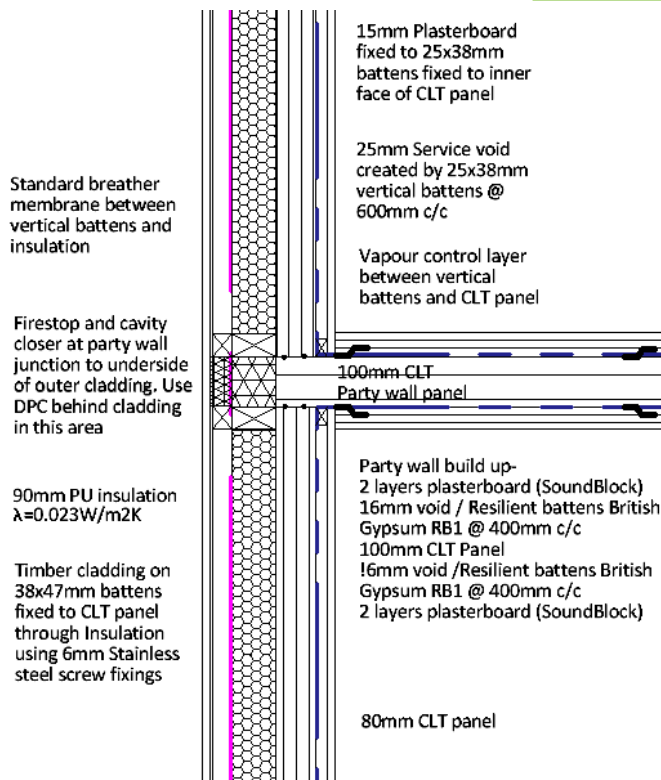 15mm Plasterboard
fixed to 25x38mm
battens fixed to inner
face of CLT panel
25mm Service void
created by 25x38mm
vertical battens @
600mm c/c
Vapour control layer
between vertical
battens and CLT panel
Standard breather
membrane between
vertical battens and
insulation
Firestop and cavity
closer at party wall
junction to underside
of outer cladding. Use
DPC behind cladding
in this area
100mm CLT
Party wall panel
90mm PU insulation
λ=0.023W/m2K
Timber cladding on
38x47mm battens
fixed to CLT panel
through Insulation
using 6mm Stainless
steel screw fixings
Party wall build up-
2 layers plasterboard (SoundBlock)
16mm void / Resilient battens British
Gypsum RB1 @ 400mm c/c
100mm CLT Panel
!6mm void /Resilient battens British
Gypsum RB1 @ 400mm c/c
2 layers plasterboard (SoundBlock)
80mm CLT panel